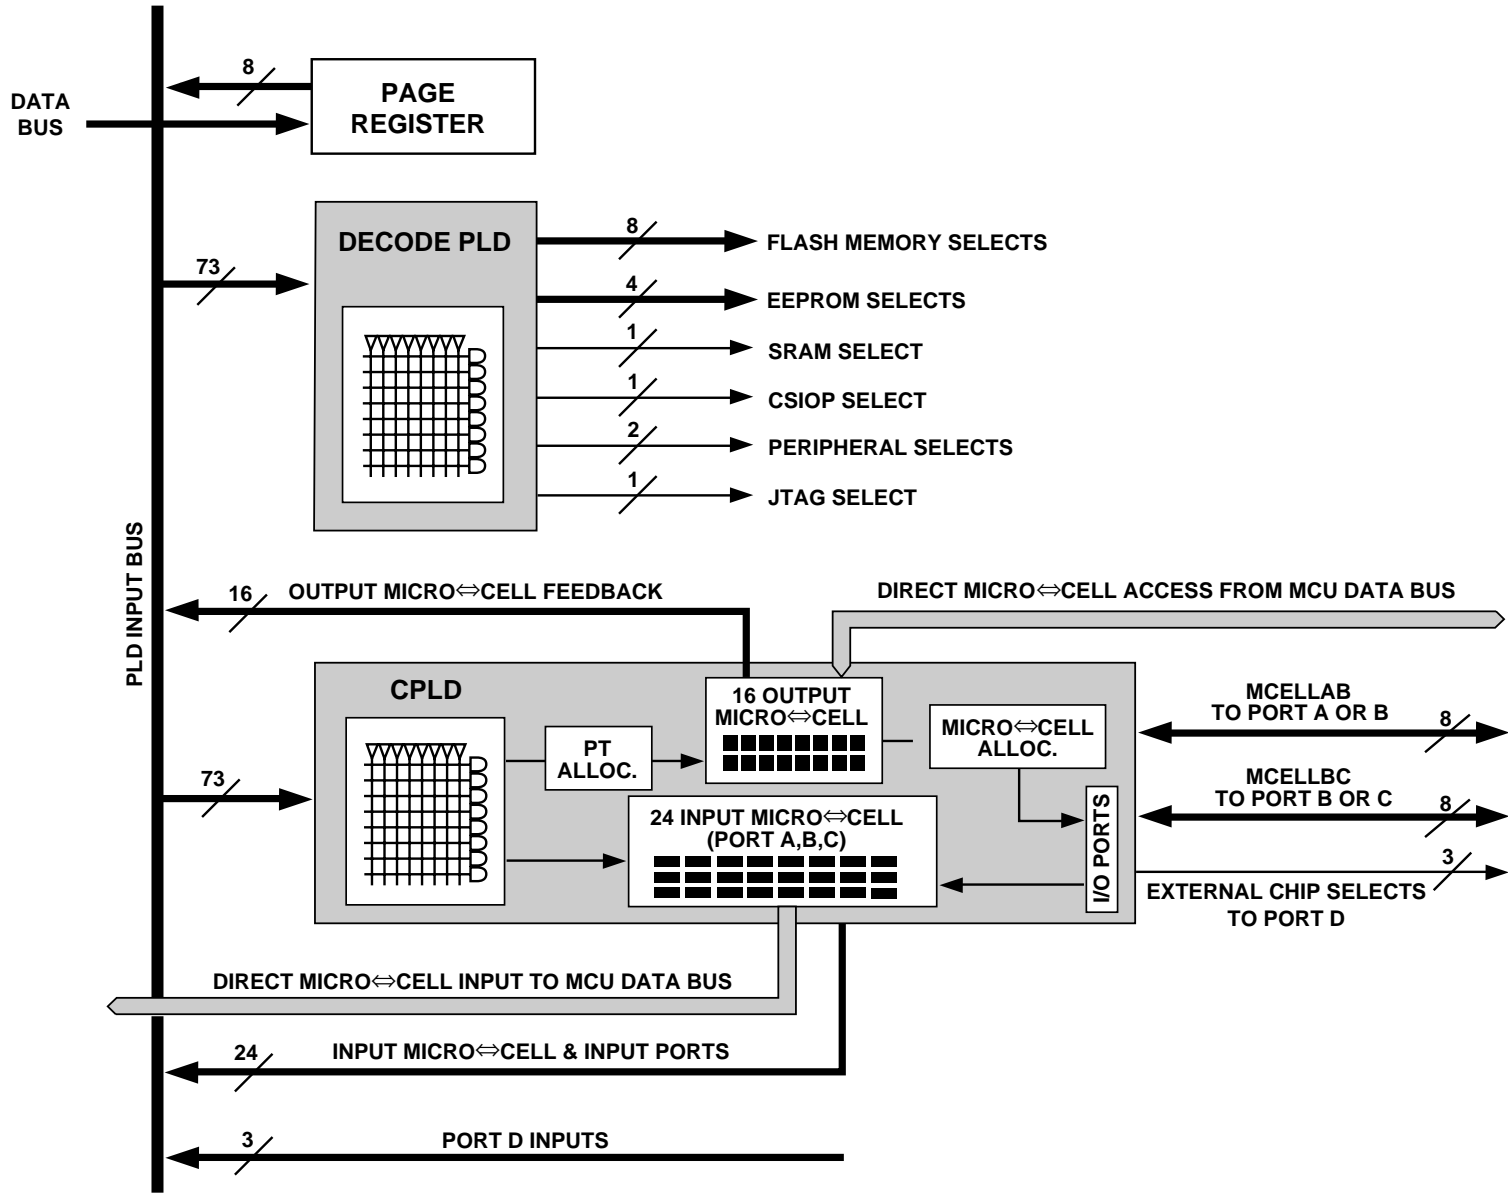 8
PAGE
REGISTER
DATA
BUS
DECODE PLD
73
8
FLASH MEMORY SELECTS
4
EEPROM SELECTS
1
SRAM SELECT
1
CSIOP SELECT
2
PERIPHERAL SELECTS
1
JTAG SELECT
PLD INPUT BUS
16
OUTPUT MICRO⇔CELL FEEDBACK
DIRECT MICRO⇔CELL ACCESS FROM MCU DATA BUS
CPLD
73
PT
ALLOC.
16 OUTPUT
MICRO⇔CELL
MICRO⇔CELL
ALLOC.
24 INPUT MICRO⇔CELL
(PORT A,B,C)
I/O PORTS
MCELLAB
TO PORT A OR B
8
MCELLBC
TO PORT B OR C
8
3
EXTERNAL CHIP SELECTS
TO PORT D
DIRECT MICRO⇔CELL INPUT TO MCU DATA BUS
24
INPUT MICRO⇔CELL & INPUT PORTS
3
PORT D INPUTS